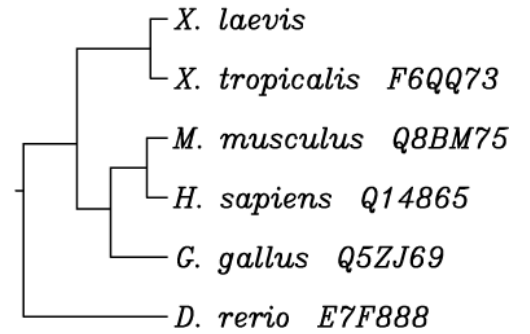 X. laevis
X. tropicalis F6QQ73
M. musculus Q8BM75
H. sapiens Q14865
G. gallus Q5ZJ69
D. rerio E7F888